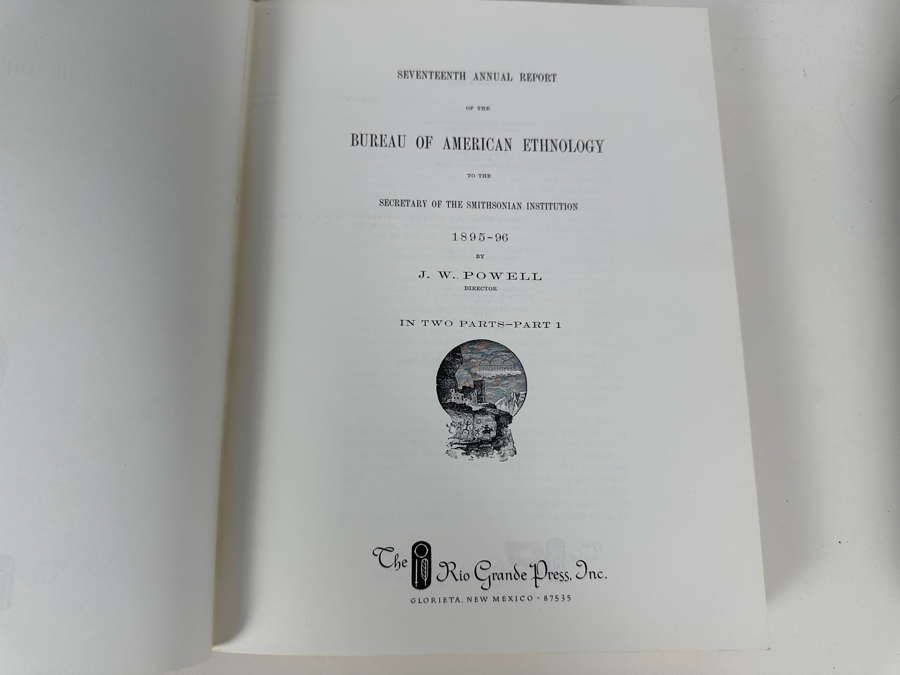 SEVENTEENTH ANNUAL REPORT
OF THE
BUREAU OF AMERICAN ETHNOLOGY
TO THE
SECRETARY OF THE SMITHSONIAN INSTITUTION
1895-96
BY
J. W. POWELL
DIRECTOR
IN TWO PARTS—PART 1
The Rio Grande Press, Inc.
GLORIETA, NEW MEXICO · 87535